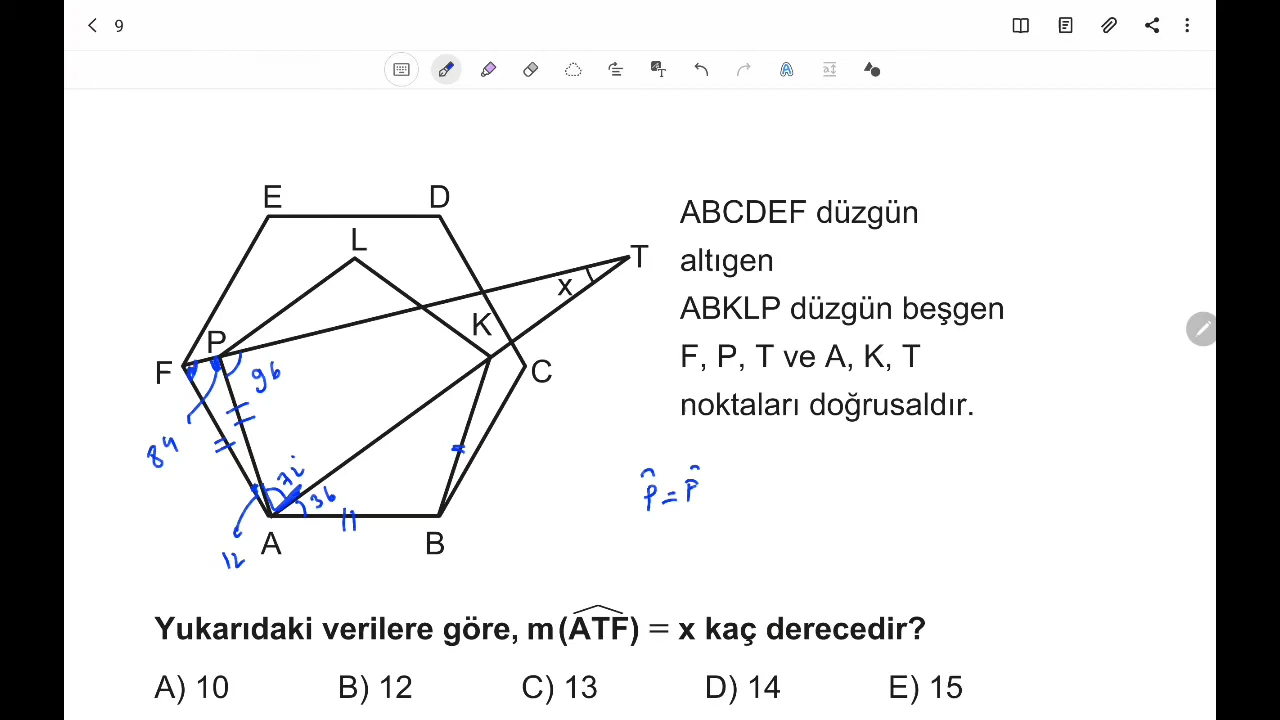 9
E
D
L
T
x
K
P
F
C
96
84
72
36
12
A
B
ABCDEF düzgün
altıgen
ABKLP düzgün beşgen
F, P, T ve A, K, T
noktaları doğrusaldır.
P̂ = P̂
Yukarıdaki verilere göre, m(ATF) = x kaç derecedir?
A) 10 B) 12 C) 13 D) 14 E) 15